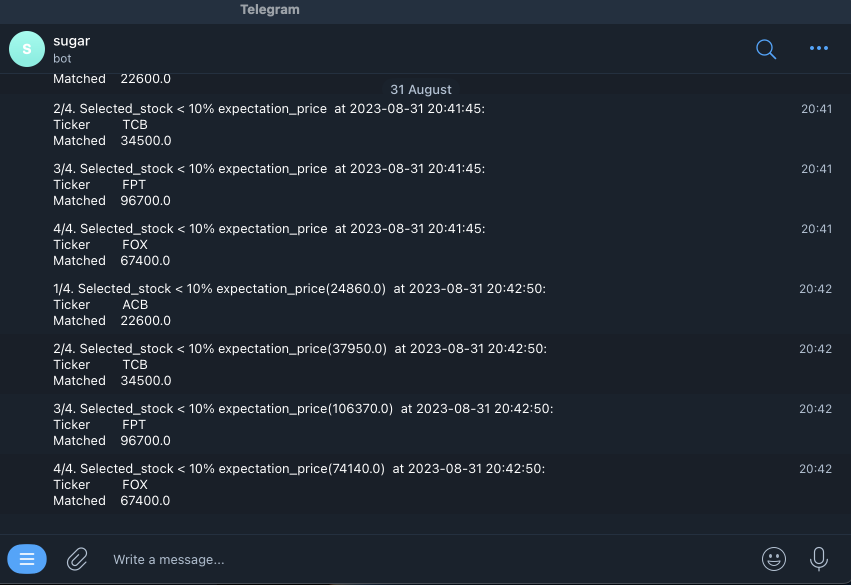 Telegram
S
sugar
bot
Matched 22600.0
31 August
2/4. Selected_stock < 10% expectation_price at 2023-08-31 20:41:45:
20:41
Ticker TCB
Matched 34500.0
3/4. Selected_stock < 10% expectation_price at 2023-08-31 20:41:45:
20:41
Ticker FPT
Matched 96700.0
4/4. Selected_stock < 10% expectation_price at 2023-08-31 20:41:45:
20:41
Ticker FOX
Matched 67400.0
1/4. Selected_stock < 10% expectation_price(24860.0) at 2023-08-31 20:42:50:
20:42
Ticker ACB
Matched 22600.0
2/4. Selected_stock < 10% expectation_price(37950.0) at 2023-08-31 20:42:50:
20:42
Ticker TCB
Matched 34500.0
3/4. Selected_stock < 10% expectation_price(106370.0) at 2023-08-31 20:42:50:
20:42
Ticker FPT
Matched 96700.0
4/4. Selected_stock < 10% expectation_price(74140.0) at 2023-08-31 20:42:50:
20:42
Ticker FOX
Matched 67400.0
Write a message...